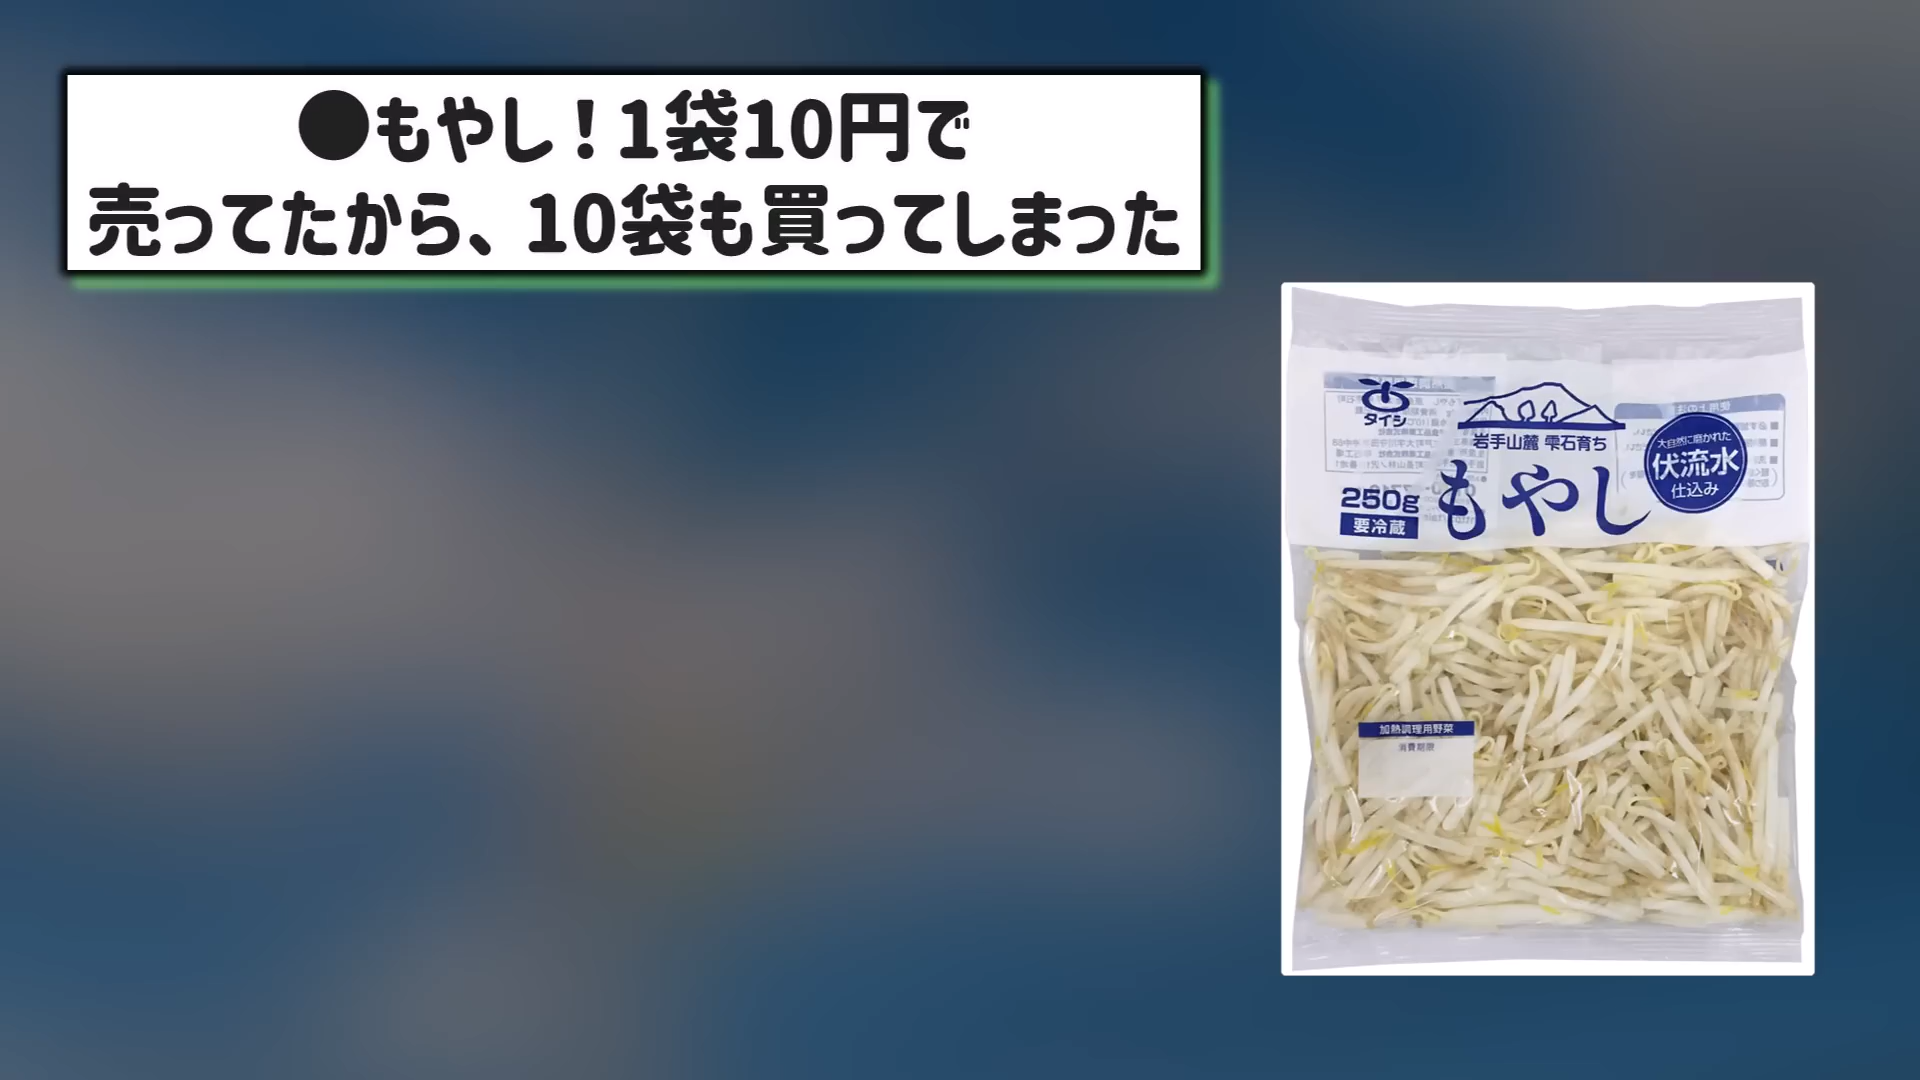 ●もやし！1袋10円で
売ってたから、10袋も買ってしまった
タイシ
岩手山麓 雫石育ち
大自然に磨かれた
伏流水
仕込み
もやし
250g
要冷蔵
加熱調理用野菜
消費期限